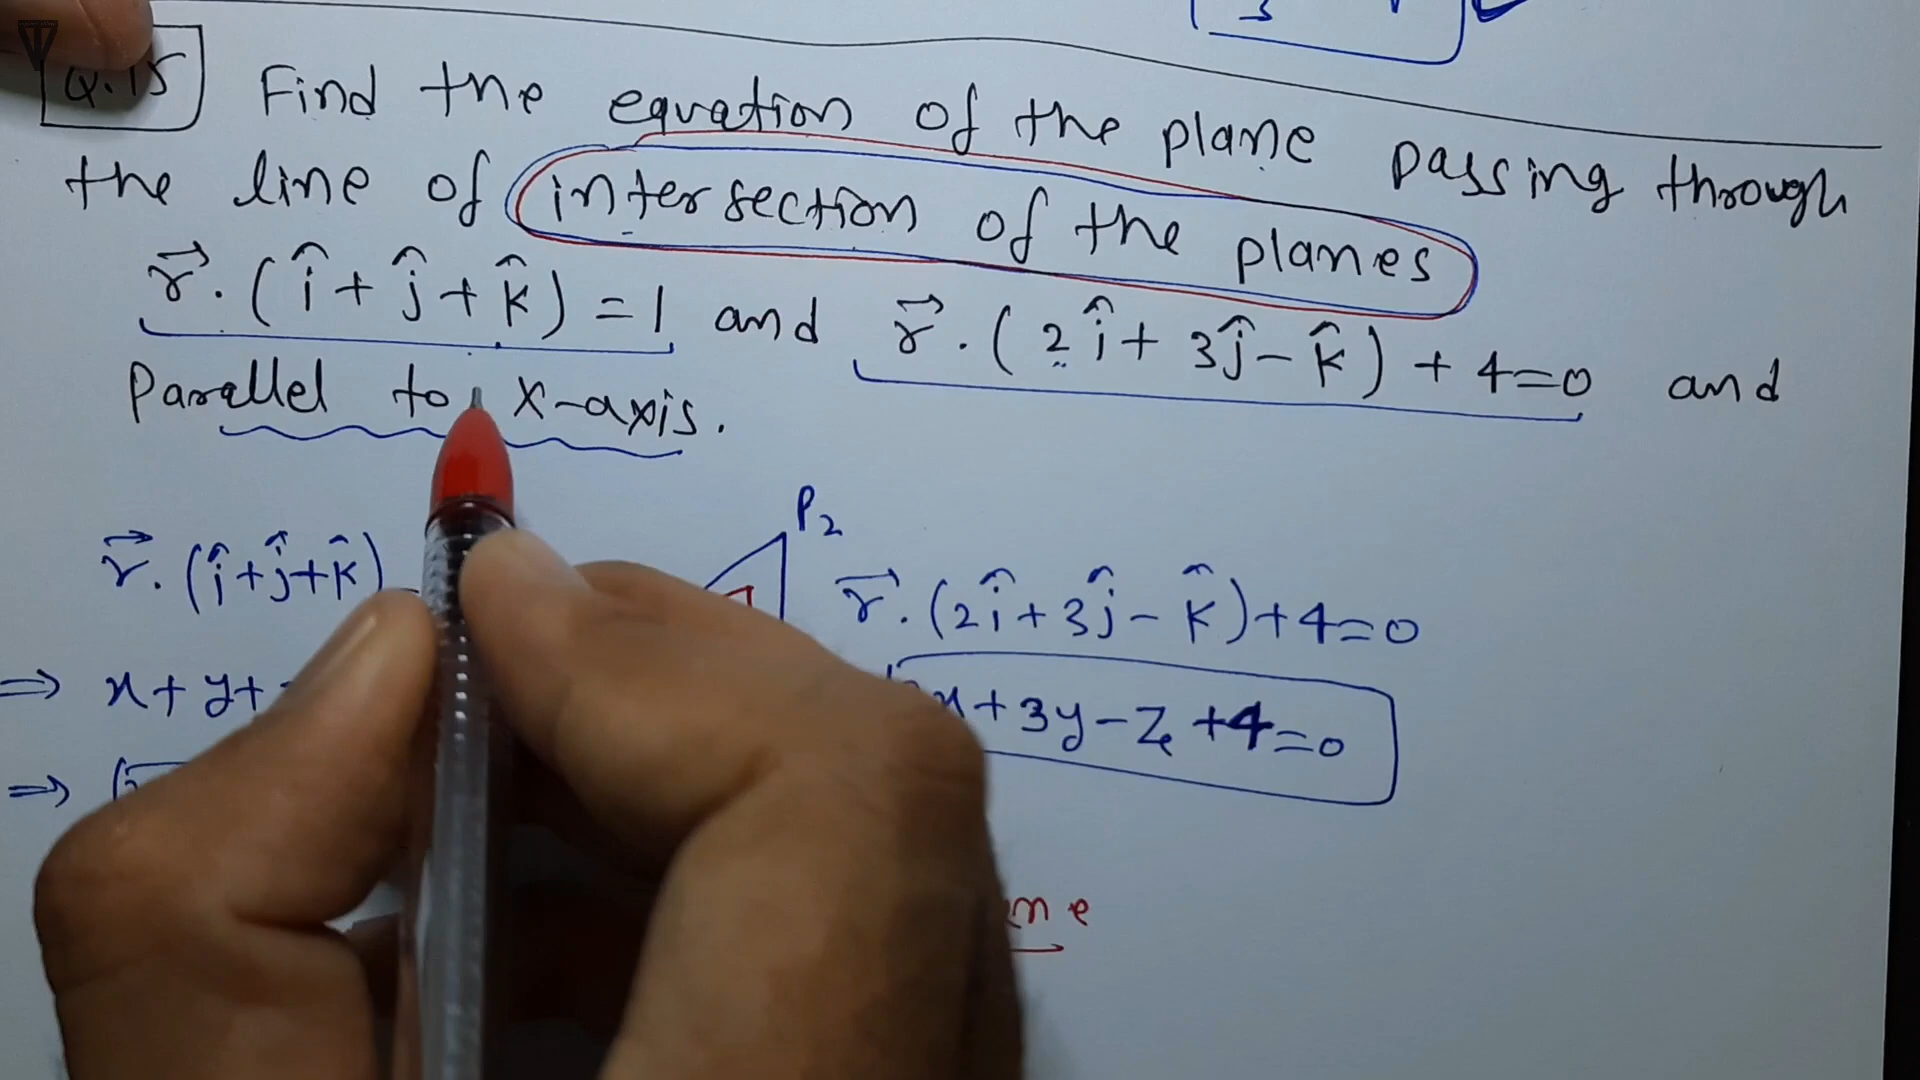 Q.15 Find the equation of the plane passing through
the line of intersection of the planes
r⃗.(î+ĵ+k̂)=1 and r⃗.(2î+3ĵ-k̂)+4=0 and
Parallel to x-axis.
P₂
r⃗.(î+ĵ+k̂) r⃗.(2î+3ĵ-k̂)+4=0
⇒ x+y+ x+3y-z+4=0
⇒